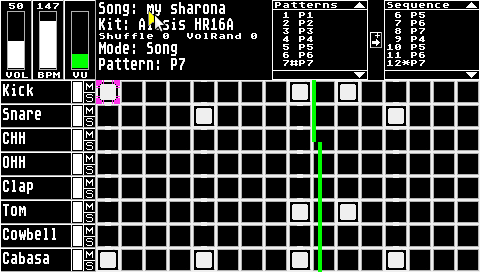 50 147
VOL BPM VU
Song: my sharona
Kit: Alesis HR16A
Shuffle 0 VolRand 0
Mode: Song
Pattern: P7
Patterns
1 P1
2 P2
3 P3
4 P4
5 P5
6 P6
7#P7
Sequence
6 P5
7 P6
8 P7
9 P4
10 P5
11 P6
12*P7
Kick M S
Snare M S
CHH M S
OHH M S
Clap M S
Tom M S
Cowbell M S
Cabasa M S